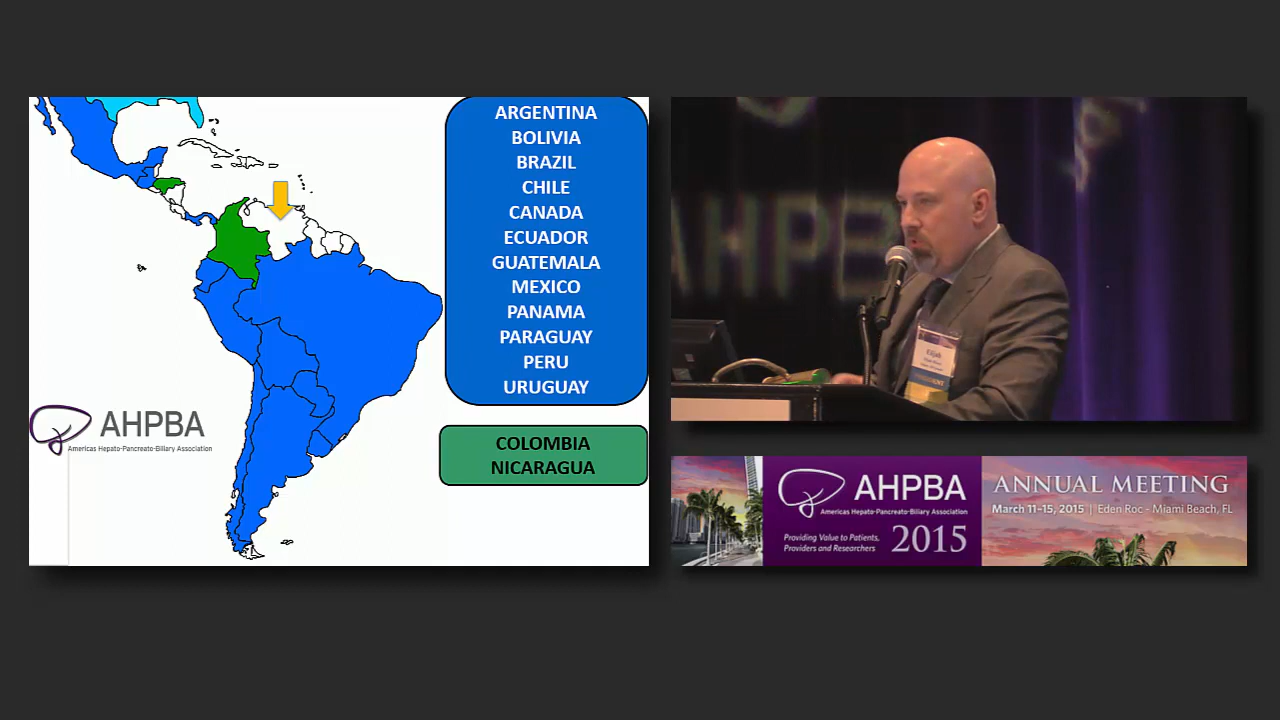 ARGENTINA
BOLIVIA
BRAZIL
CHILE
CANADA
ECUADOR
GUATEMALA
MEXICO
PANAMA
PARAGUAY
PERU
URUGUAY
COLOMBIA
NICARAGUA
AHPBA
Americas Hepato-Pancreato-Biliary Association
AHPB
Elijah
AHPBA
Americas Hepato-Pancreato-Biliary Association
Providing Value to Patients,
Providers and Researchers
2015
ANNUAL MEETING
March 11-15, 2015 | Eden Roc - Miami Beach, FL